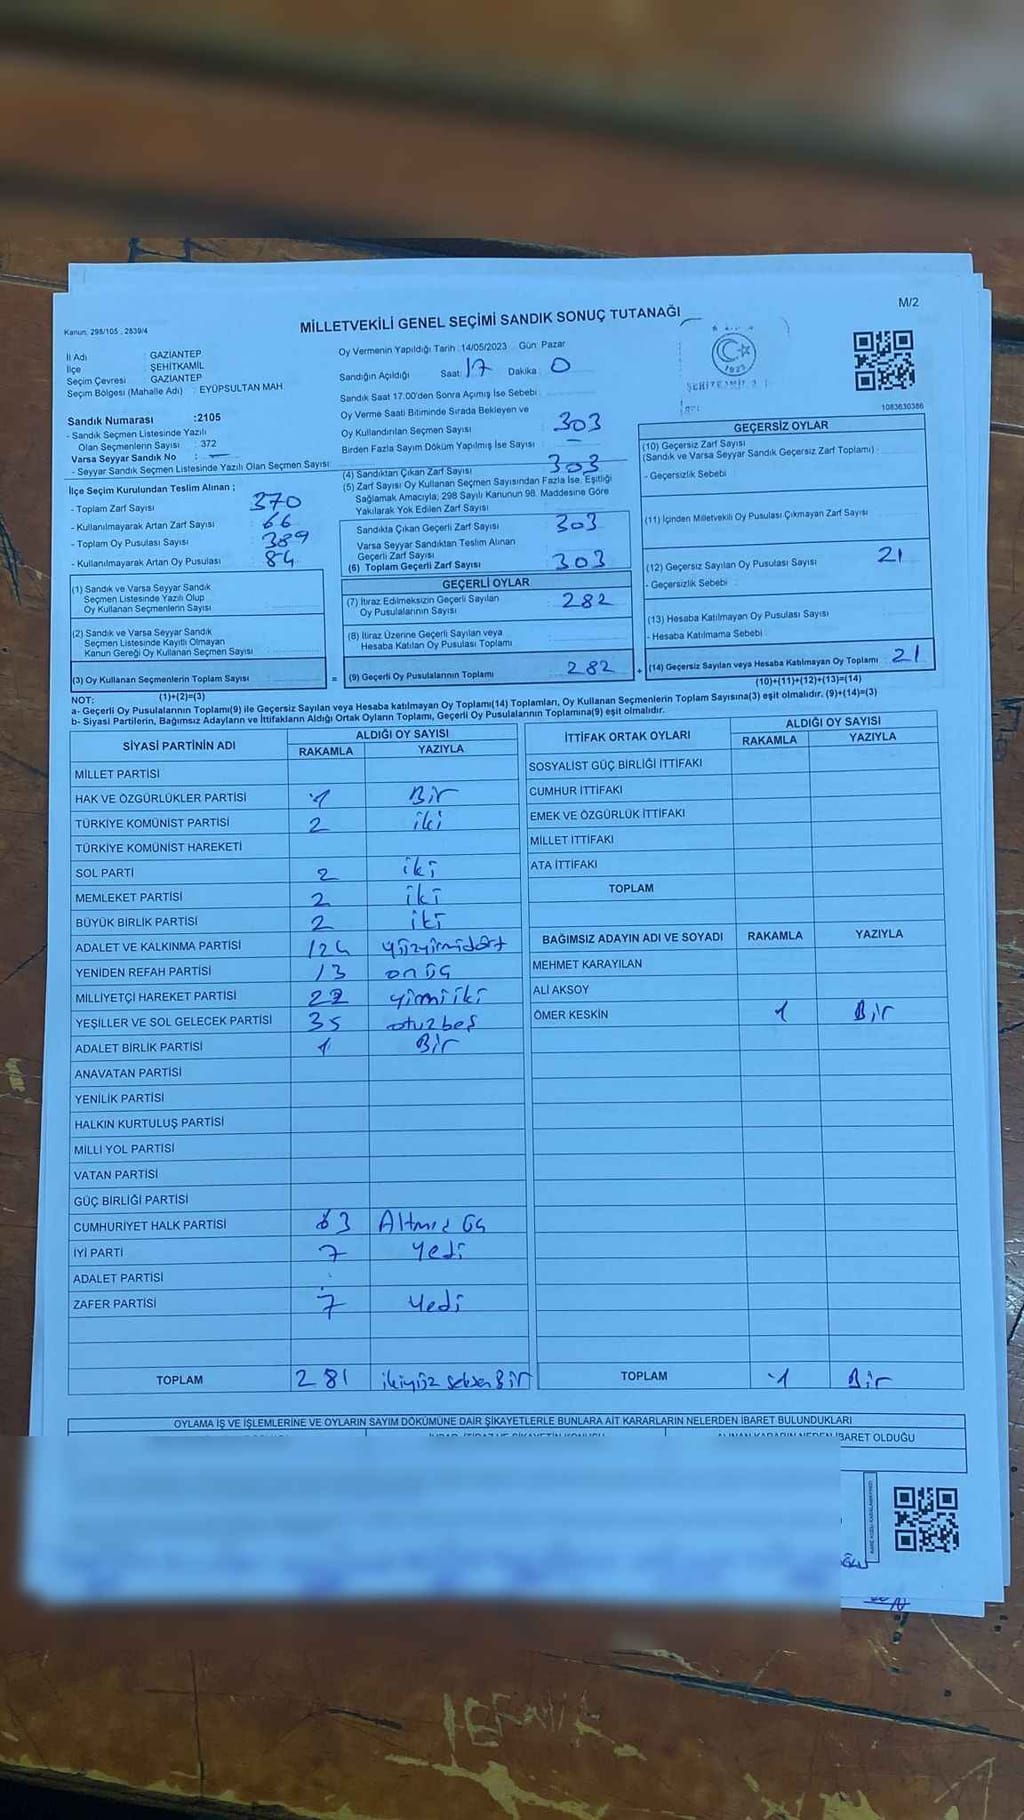 M/2
Kanun, 298/105 , 2839/4
MİLLETVEKİLİ GENEL SEÇİMİ SANDIK SONUÇ TUTANAĞI
İl Adı : GAZİANTEP
İlçe ŞEHİTKAMİL
Seçim Çevresi GAZİANTEP
Seçim Bölgesi (Mahalle Adı) : EYÜPSULTAN MAH
Sandık Numarası :2105
- Sandık Seçmen Listesinde Yazılı
Olan Seçmenlerin Sayısı : 372
Varsa Seyyar Sandık No : —
- Seyyar Sandık Seçmen Listesinde Yazılı Olan Seçmen Sayısı:
İlçe Seçim Kurulundan Teslim Alınan ;
- Toplam Zarf Sayısı : 370
- Kullanılmayarak Artan Zarf Sayısı : 66
- Toplam Oy Pusulası Sayısı : 389
- Kullanılmayarak Artan Oy Pusulası : 84
(1) Sandık ve Varsa Seyyar Sandık
Seçmen Listesinde Yazılı Olup
Oy Kullanan Seçmenlerin Sayısı :
(2) Sandık ve Varsa Seyyar Sandık
Seçmen Listesinde Kayıtlı Olmayan
Kanun Gereği Oy Kullanan Seçmen Sayısı :
(3) Oy Kullanan Seçmenlerin Toplam Sayısı :
(1)+(2)=(3)
Oy Vermenin Yapıldığı Tarih :14/05/2023 Gün: Pazar
Sandığın Açıldığı Saat: 17 Dakika : 0
Sandık Saat 17:00'den Sonra Açımış İse Sebebi :
Oy Verme Saati Bitiminde Sırada Bekleyen ve
Oy Kullandırılan Seçmen Sayısı : 303
Birden Fazla Sayım Döküm Yapılmış İse Sayısı : —
(4) Sandıktan Çıkan Zarf Sayısı : 303
(5) Zarf Sayısı Oy Kullanan Seçmen Sayısından Fazla İse, Eşitliği
Sağlamak Amacıyla, 298 Sayılı Kanunun 98. Maddesine Göre
Yakılarak Yok Edilen Zarf Sayısı :
Sandıkta Çıkan Geçerli Zarf Sayısı : 303
Varsa Seyyar Sandıktan Teslim Alınan
Geçerli Zarf Sayısı :
(6) Toplam Geçerli Zarf Sayısı : 303
GEÇERLİ OYLAR
(7) İtiraz Edilmeksizin Geçerli Sayılan
Oy Pusulalarının Sayısı : 282
(8) İtiraz Üzerine Geçerli Sayılan veya
Hesaba Katılan Oy Pusulası Toplamı :
= (9) Geçerli Oy Pusulalarının Toplamı : 282 +
1923
1083630386
GEÇERSİZ OYLAR
(10) Geçersiz Zarf Sayısı
(Sandık ve Varsa Seyyar Sandık Geçersiz Zarf Toplamı) :
- Geçersizlik Sebebi :
(11) İçinden Milletvekili Oy Pusulası Çıkmayan Zarf Sayısı :
(12) Geçersiz Sayılan Oy Pusulası Sayısı : 21
- Geçersizlik Sebebi :
(13) Hesaba Katılmayan Oy Pusulası Sayısı :
- Hesaba Katılmama Sebebi :
(14) Geçersiz Sayılan veya Hesaba Katılmayan Oy Toplamı : 21
(10)+(11)+(12)+(13)=(14)
NOT:
a- Geçerli Oy Pusulalarının Toplamı(9) ile Geçersiz Sayılan veya Hesaba katılmayan Oy Toplamı(14) Toplamları, Oy Kullanan Seçmenlerin Toplam Sayısına(3) eşit olmalıdır. (9)+(14)=(3)
b- Siyasi Partilerin, Bağımsız Adayların ve İttifakların Aldığı Ortak Oyların Toplamı, Geçerli Oy Pusulalarının Toplamına(9) eşit olmalıdır.
SİYASİ PARTİNİN ADI ALDIĞI OY SAYISI
RAKAMLA YAZIYLA
MİLLET PARTİSİ
HAK VE ÖZGÜRLÜKLER PARTİSİ 1 Bir
TÜRKİYE KOMÜNİST PARTİSİ 2 iki
TÜRKİYE KOMÜNİST HAREKETİ
SOL PARTİ 2 iki
MEMLEKET PARTİSİ 2 iki
BÜYÜK BİRLİK PARTİSİ 2 iki
ADALET VE KALKINMA PARTİSİ 124 yüzyirmidört
YENİDEN REFAH PARTİSİ 13 onüç
MİLLİYETÇİ HAREKET PARTİSİ 22 yirmiiki
YEŞİLLER VE SOL GELECEK PARTİSİ 35 otuzbeş
ADALET BİRLİK PARTİSİ 1 Bir
ANAVATAN PARTİSİ
YENİLİK PARTİSİ
HALKIN KURTULUŞ PARTİSİ
MİLLİ YOL PARTİSİ
VATAN PARTİSİ
GÜÇ BİRLİĞİ PARTİSİ
CUMHURİYET HALK PARTİSİ 63 Altmış üç
İYİ PARTİ 7 Yedi
ADALET PARTİSİ
ZAFER PARTİSİ 7 Yedi
TOPLAM 281 ikiyüz seksen Bir
İTTİFAK ORTAK OYLARI ALDIĞI OY SAYISI
RAKAMLA YAZIYLA
SOSYALİST GÜÇ BİRLİĞİ İTTİFAKI
CUMHUR İTTİFAKI
EMEK VE ÖZGÜRLÜK İTTİFAKI
MİLLET İTTİFAKI
ATA İTTİFAKI
TOPLAM
BAĞIMSIZ ADAYIN ADI VE SOYADI RAKAMLA YAZIYLA
MEHMET KARAYILAN
ALİ AKSOY
ÖMER KESKİN 1 Bir
TOPLAM 1 Bir
OYLAMA İŞ VE İŞLEMLERİNE VE OYLARIN SAYIM DÖKÜMÜNE DAİR ŞİKAYETLERLE BUNLARA AİT KARARLARIN NELERDEN İBARET BULUNDUKLARI
ALINAN KARARIN NEDEN İBARET OLDUĞU